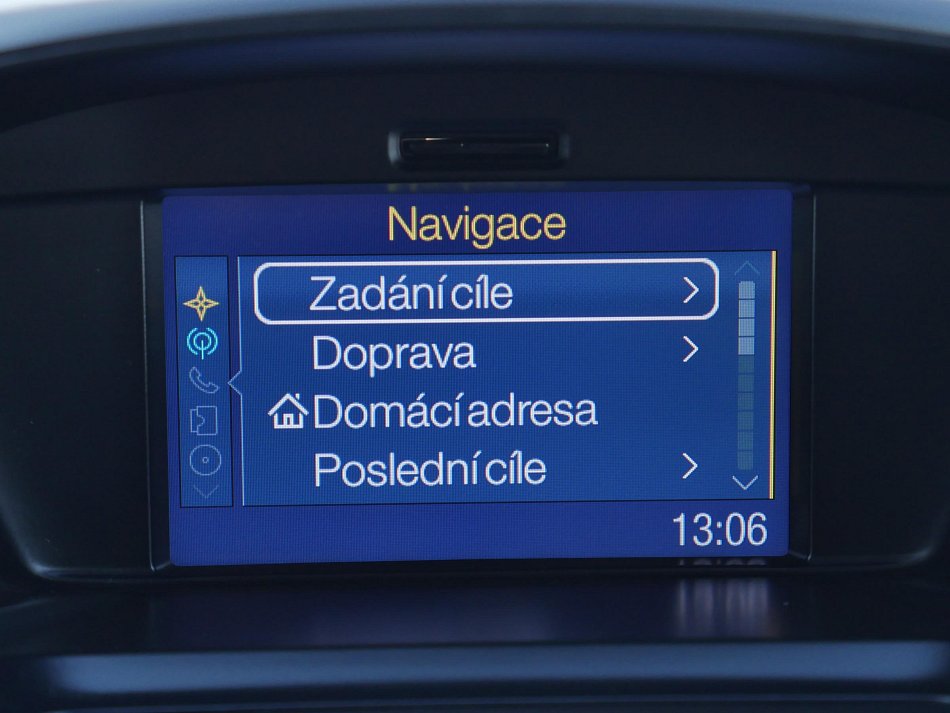 Navigace
Zadání cíle
Doprava
Domácí adresa
Poslední cíle
13:06